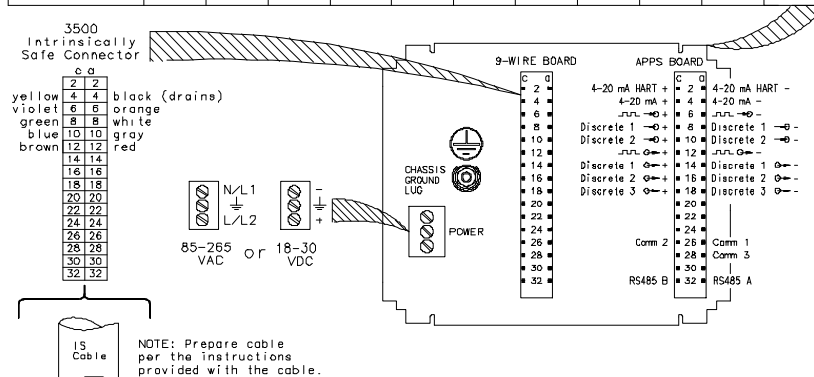 3500
Intrinsically
Safe Connector
c a
2 2
yellow 4 4 black (drains)
violet 6 6 orange
green 8 8 white
blue 10 10 gray
brown 12 12 red
14 14
16 16
18 18
20 20
22 22
24 24
26 26
28 28
30 30
32 32
IS
Cable
NOTE: Prepare cable
per the instructions
provided with the cable.
N/L1
L/L2
85-265
VAC
or
-
+
18-30
VDC
CHASSIS
GROUND
LUG
POWER
9-WIRE BOARD
c a
2
4
6
8
10
12
14
16
18
20
22
24
26
28
30
32
APPS BOARD
c a
4-20 mA HART + 2 4-20 mA HART -
4-20 mA + 4 4-20 mA -
+ 6 -
Discrete 1 + 8 Discrete 1 -
Discrete 2 + 10 Discrete 2 -
+ 12 -
Discrete 1 + 14 Discrete 1 -
Discrete 2 + 16 Discrete 2 -
Discrete 3 + 18 Discrete 3 -
20
22
24
Comm 2 26 Comm 1
28 Comm 3
30
RS485 B 32 RS485 A